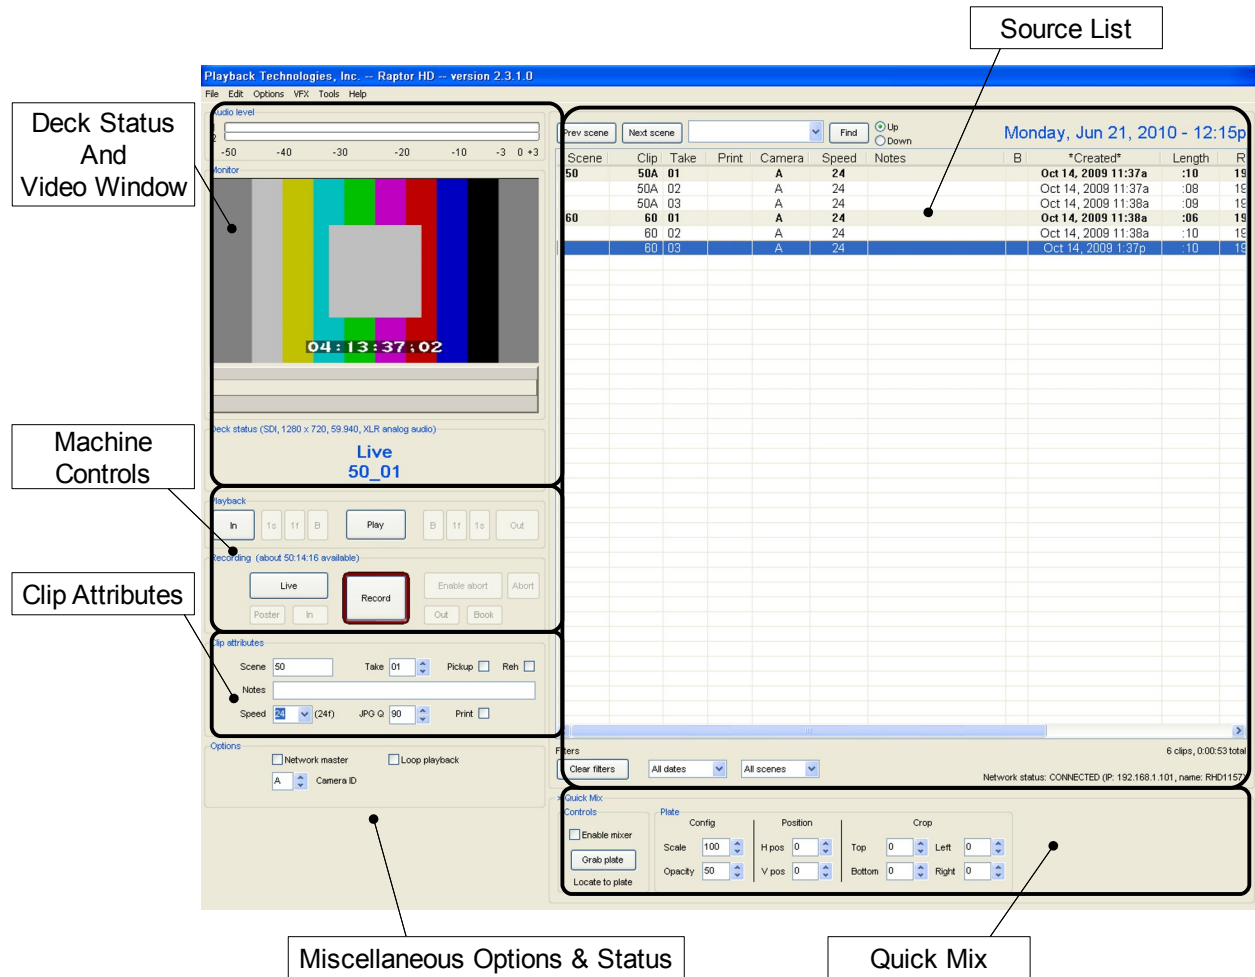 Source List
Playback Technologies, Inc. -- Raptor HD -- version 2.3.1.0
File Edit Options VFX Tools Help
Deck Status
And
Video Window
Audio level
2
-50 -40 -30 -20 -10 -3 0 +3
Monitor
04:13:37;02
Deck status (SDI, 1280 x 720, 59.940, XLR analog audio)
Live
50_01
Prev scene Next scene Find Up
Down
Monday, Jun 21, 2010 - 12:15p
Scene Clip Take Print Camera Speed Notes B *Created* Length R
50 50A 01 A 24 Oct 14, 2009 11:37a :10 19
50A 02 A 24 Oct 14, 2009 11:37a :08 19
50A 03 A 24 Oct 14, 2009 11:38a :09 19
60 60 01 A 24 Oct 14, 2009 11:38a :06 19
60 02 A 24 Oct 14, 2009 11:38a :10 19
60 03 A 24 Oct 14, 2009 1:37p :10 19
Machine
Controls
Playback
In 1s 1f B Play B 1f 1s Out
Recording (about 50:14:16 available)
Live Record Enable abort Abort
Poster In Out Book
Clip Attributes
Clip attributes
Scene 50 Take 01 Pickup Reh
Notes
Speed 24 (24f) JPG Q 90 Print
Options
Network master Loop playback
A Camera ID
Filters
6 clips, 0:00:53 total
Clear filters All dates All scenes
Network status: CONNECTED (IP: 192.168.1.101, name: RHD1157)
Quick Mix
Controls
Enable mixer
Grab plate
Locate to plate
Plate
Config Position Crop
Scale 100 H pos 0 Top 0 Left 0
Opacity 50 V pos 0 Bottom 0 Right 0
Miscellaneous Options & Status
Quick Mix